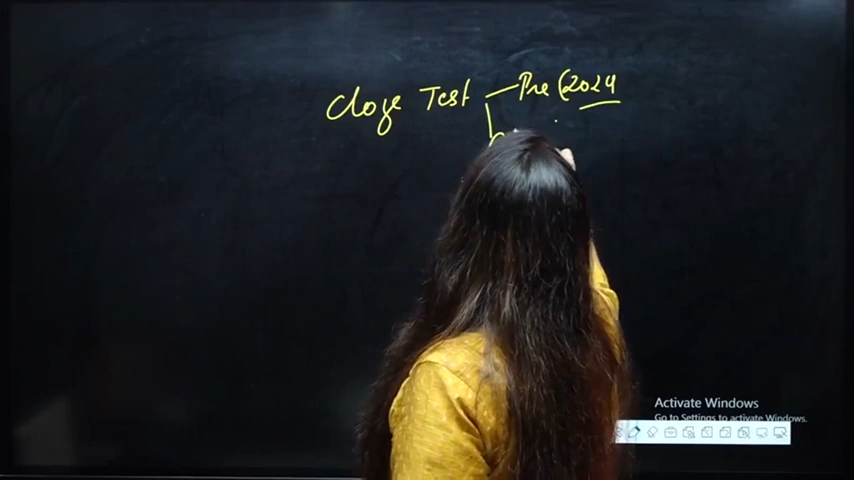 Cloze Test Pre (2024
Activate Windows
Go to Settings to activate Windows.